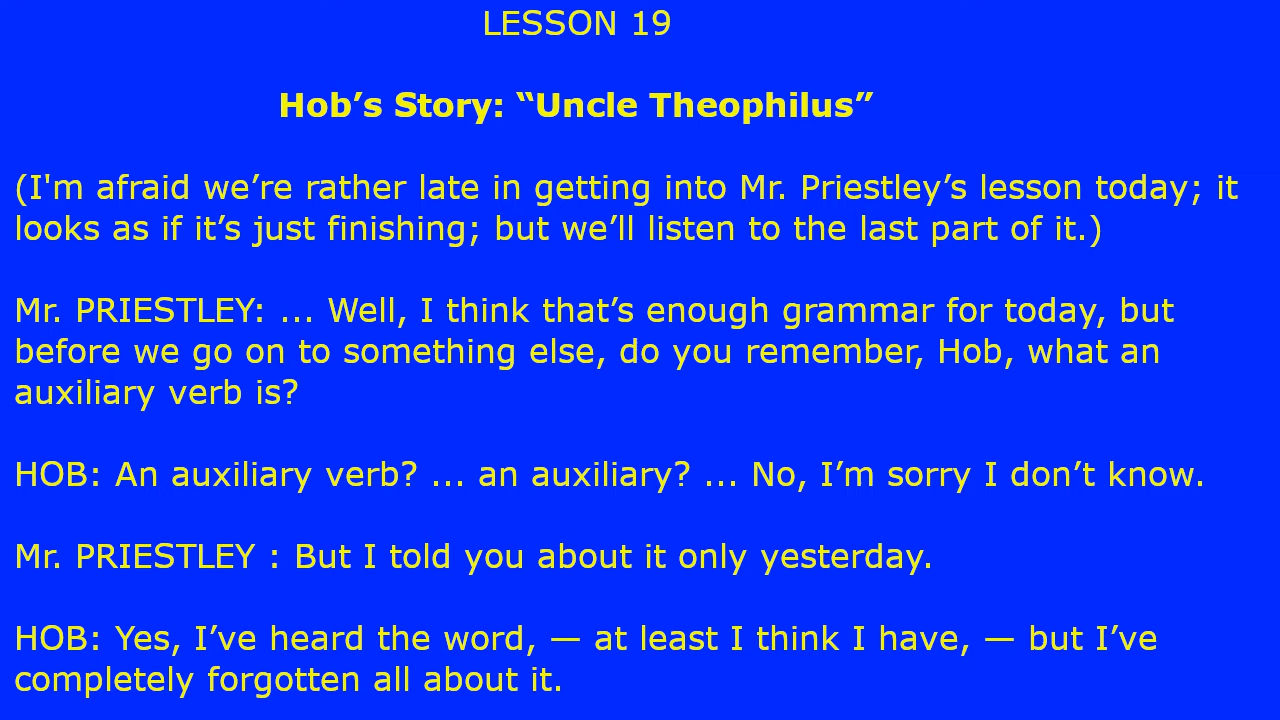 LESSON 19
Hob’s Story: “Uncle Theophilus”
(I'm afraid we’re rather late in getting into Mr. Priestley’s lesson today; it
looks as if it’s just finishing; but we’ll listen to the last part of it.)
Mr. PRIESTLEY: ... Well, I think that’s enough grammar for today, but
before we go on to something else, do you remember, Hob, what an
auxiliary verb is?
HOB: An auxiliary verb? ... an auxiliary? ... No, I’m sorry I don’t know.
Mr. PRIESTLEY : But I told you about it only yesterday.
HOB: Yes, I’ve heard the word, — at least I think I have, — but I’ve
completely forgotten all about it.